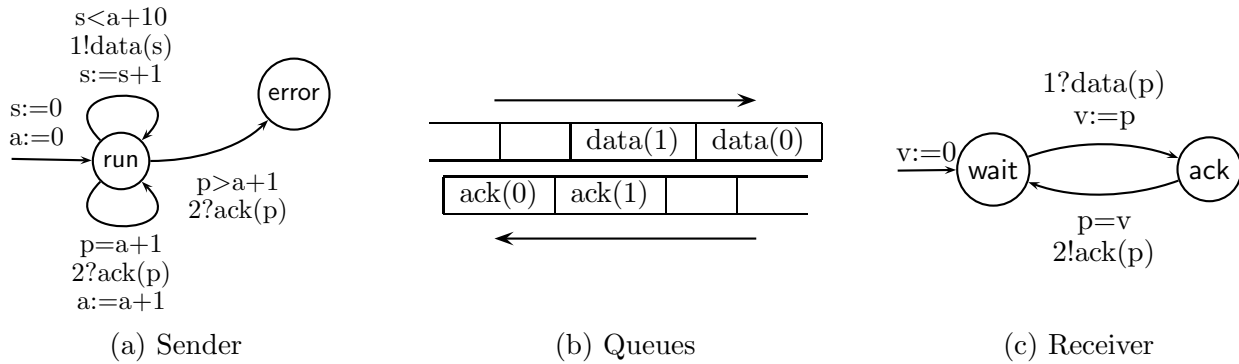 s<a+10
1!data(s)
s:=s+1
s:=0
a:=0
run
error
p>a+1
2?ack(p)
p=a+1
2?ack(p)
a:=a+1
(a) Sender
data(1) data(0)
ack(0) ack(1)
(b) Queues
1?data(p)
v:=p
v:=0
wait
ack
p=v
2!ack(p)
(c) Receiver